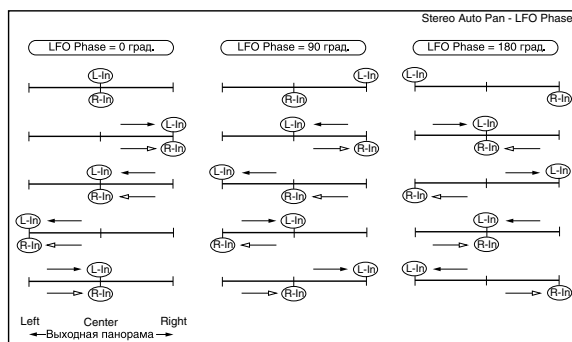 Stereo Auto Pan - LFO Phase
LFO Phase = 0 град.
LFO Phase = 90 град.
LFO Phase = 180 град.
L-In
L-In
L-In
R-In
R-In
R-In
L-In
L-In
L-In
R-In
R-In
R-In
L-In
L-In
L-In
R-In
R-In
R-In
L-In
L-In
L-In
R-In
R-In
R-In
L-In
L-In
L-In
R-In
R-In
R-In
Left Center Right
Выходная панорама